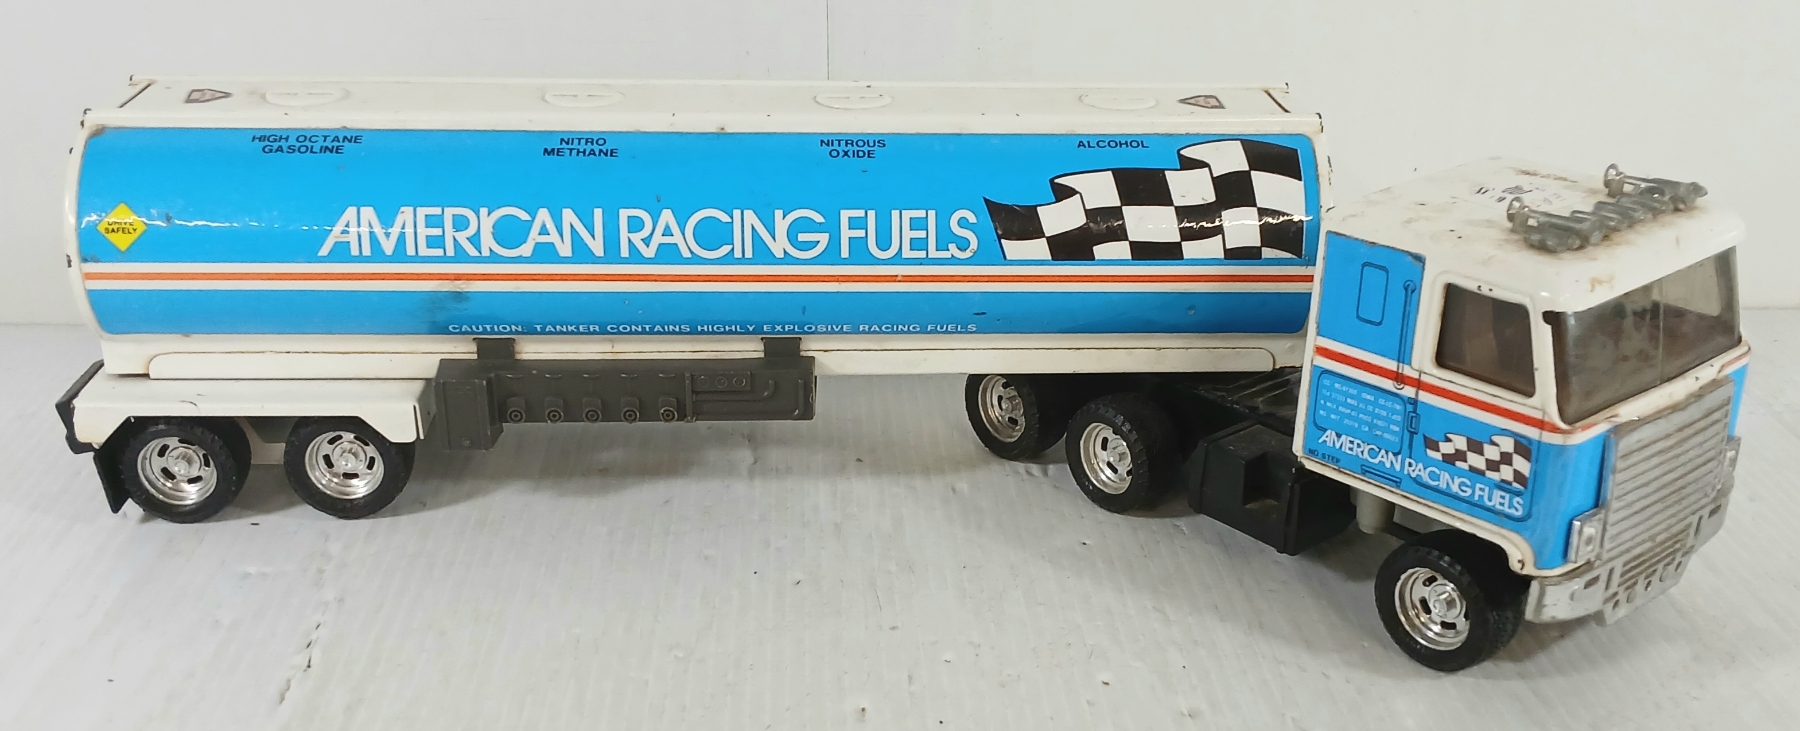 HIGH OCTANE
GASOLINE
NITRO
METHANE
NITROUS
OXIDE
ALCOHOL
DRIVE
SAFELY
AMERICAN RACING FUELS
CAUTION: TANKER CONTAINS HIGHLY EXPLOSIVE RACING FUELS
AMERICAN RACING FUELS
NO STEP